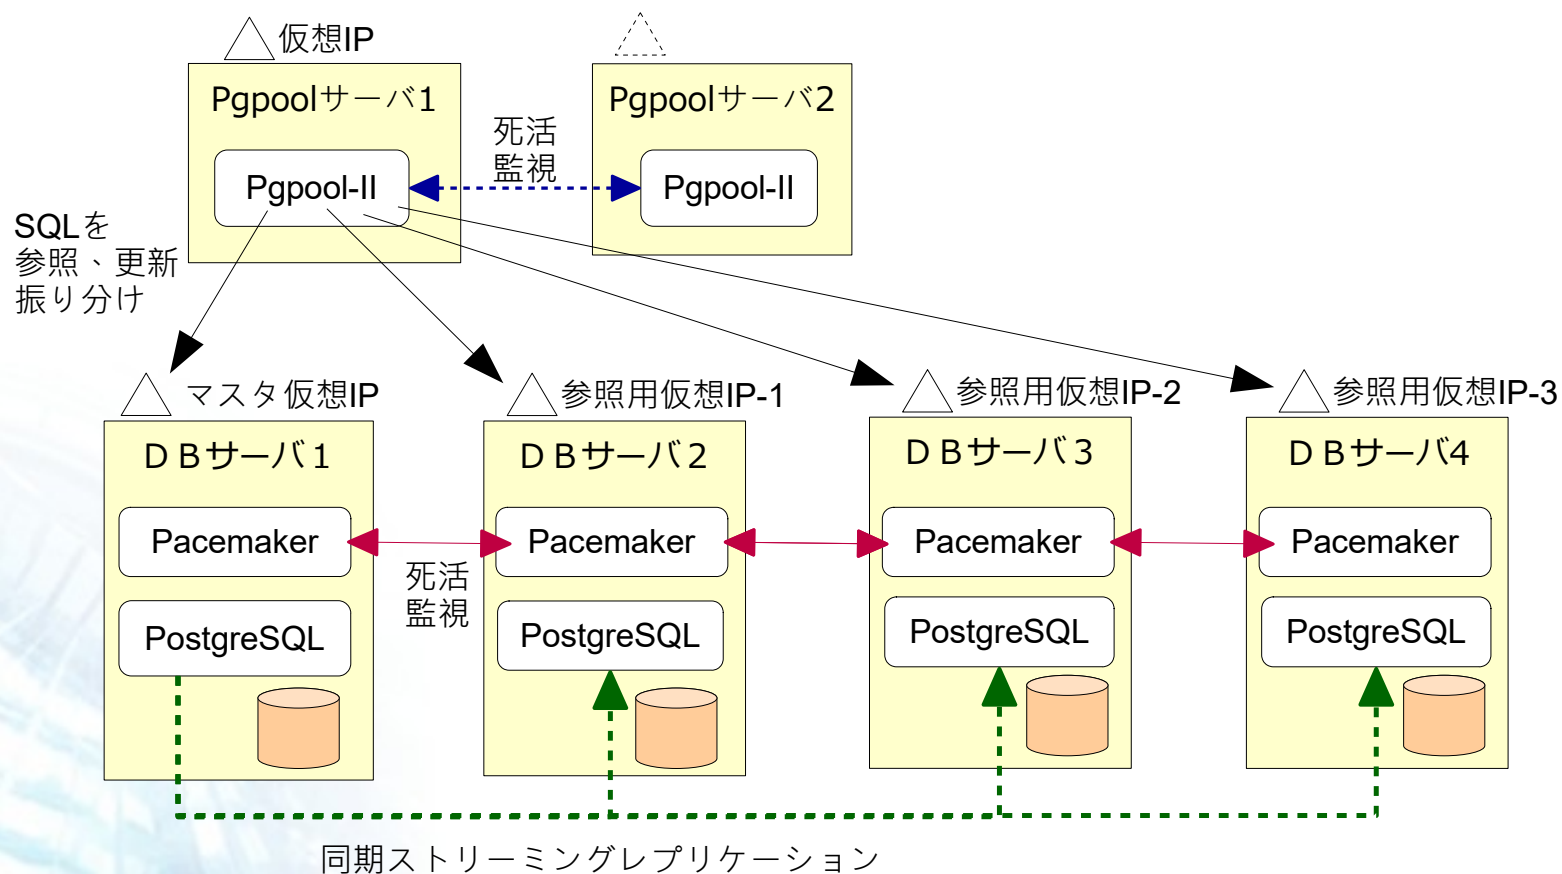 仮想IP
Pgpoolサーバ1
Pgpoolサーバ2
死活
監視
Pgpool-II
Pgpool-II
SQLを
参照、更新
振り分け
マスタ仮想IP
参照用仮想IP-1
参照用仮想IP-2
参照用仮想IP-3
ＤＢサーバ１
ＤＢサーバ２
ＤＢサーバ３
ＤＢサーバ4
Pacemaker
Pacemaker
Pacemaker
Pacemaker
死活
監視
PostgreSQL
PostgreSQL
PostgreSQL
PostgreSQL
同期ストリーミングレプリケーション